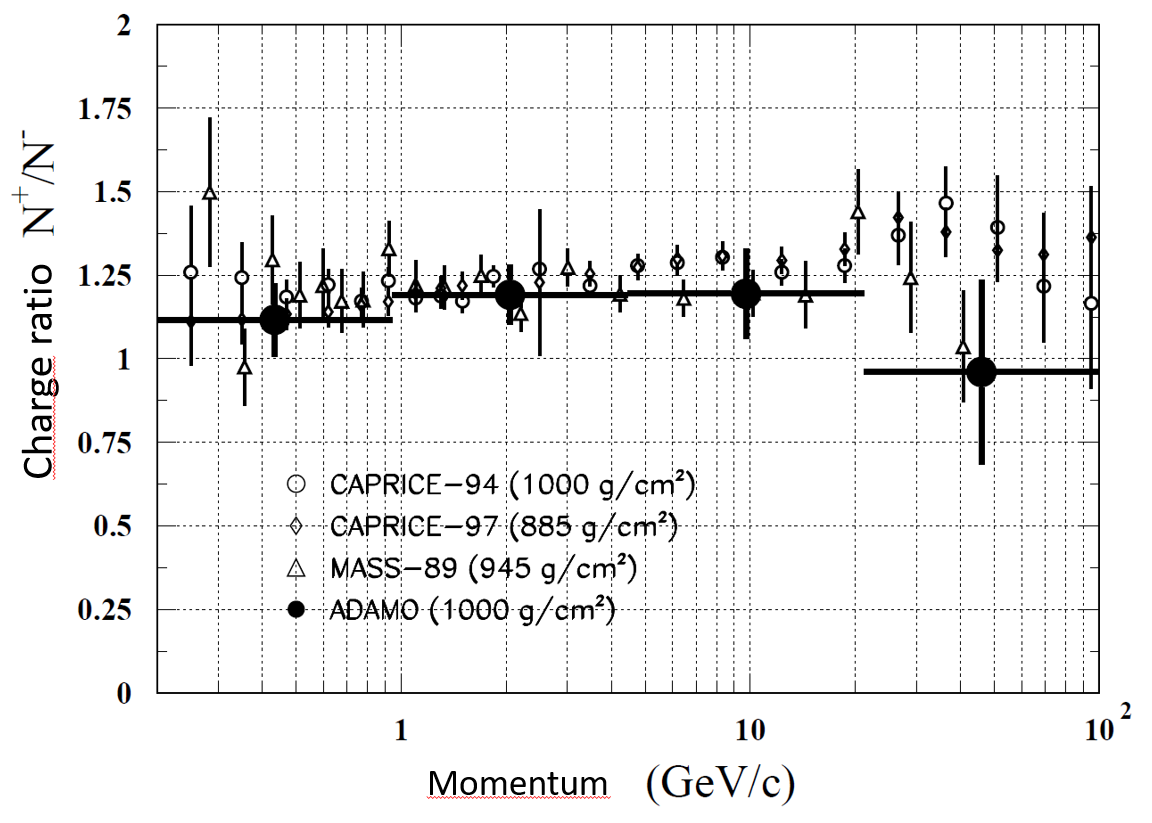 2
1.75
1.5
1.25
1
0.75
0.5
0.25
0
Charge ratio N⁺/N⁻
CAPRICE−94 (1000 g/cm²)
CAPRICE−97 (885 g/cm²)
MASS−89 (945 g/cm²)
ADAMO (1000 g/cm²)
1 10 10²
Momentum (GeV/c)